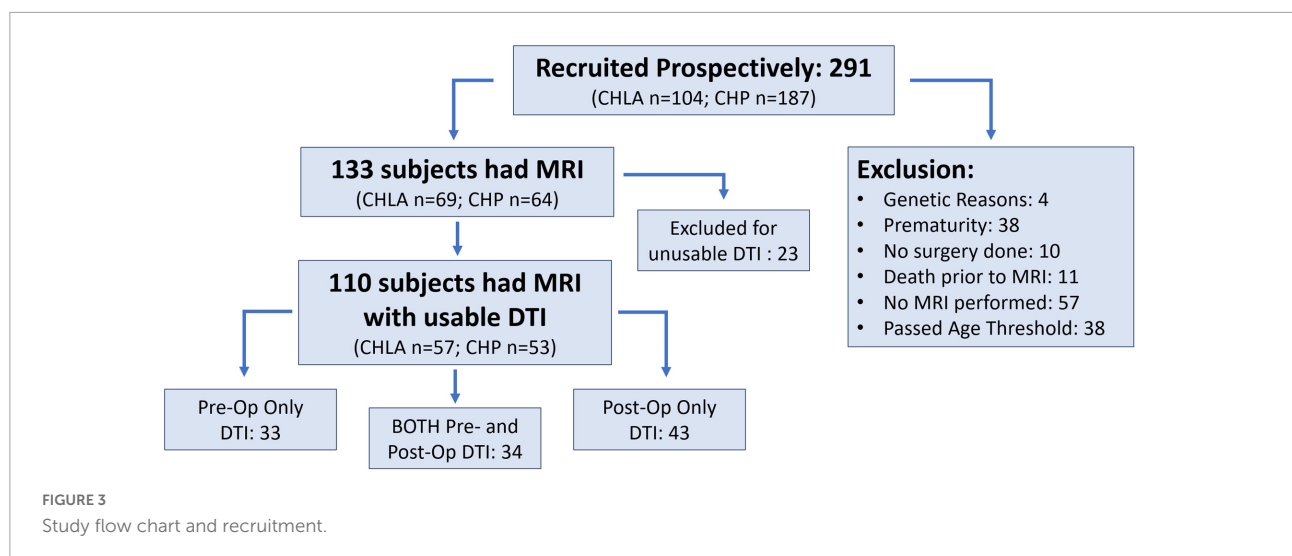 Recruited Prospectively: 291
(CHLA n=104; CHP n=187)
133 subjects had MRI
(CHLA n=69; CHP n=64)
Excluded for
unusable DTI : 23
Exclusion:
• Genetic Reasons: 4
• Prematurity: 38
• No surgery done: 10
• Death prior to MRI: 11
• No MRI performed: 57
• Passed Age Threshold: 38
110 subjects had MRI
with usable DTI
(CHLA n=57; CHP n=53)
Pre-Op Only
DTI: 33
BOTH Pre- and
Post-Op DTI: 34
Post-Op Only
DTI: 43
FIGURE 3
Study flow chart and recruitment.